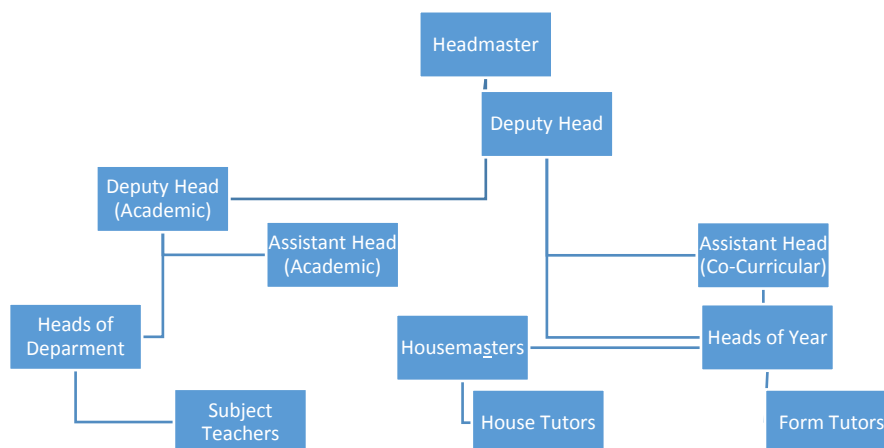 Headmaster
Deputy Head
Deputy Head
(Academic)
Assistant Head
(Academic)
Assistant Head
(Co-Curricular)
Heads of
Deparment
Housemasters
Heads of Year
Subject
Teachers
House Tutors
Form Tutors